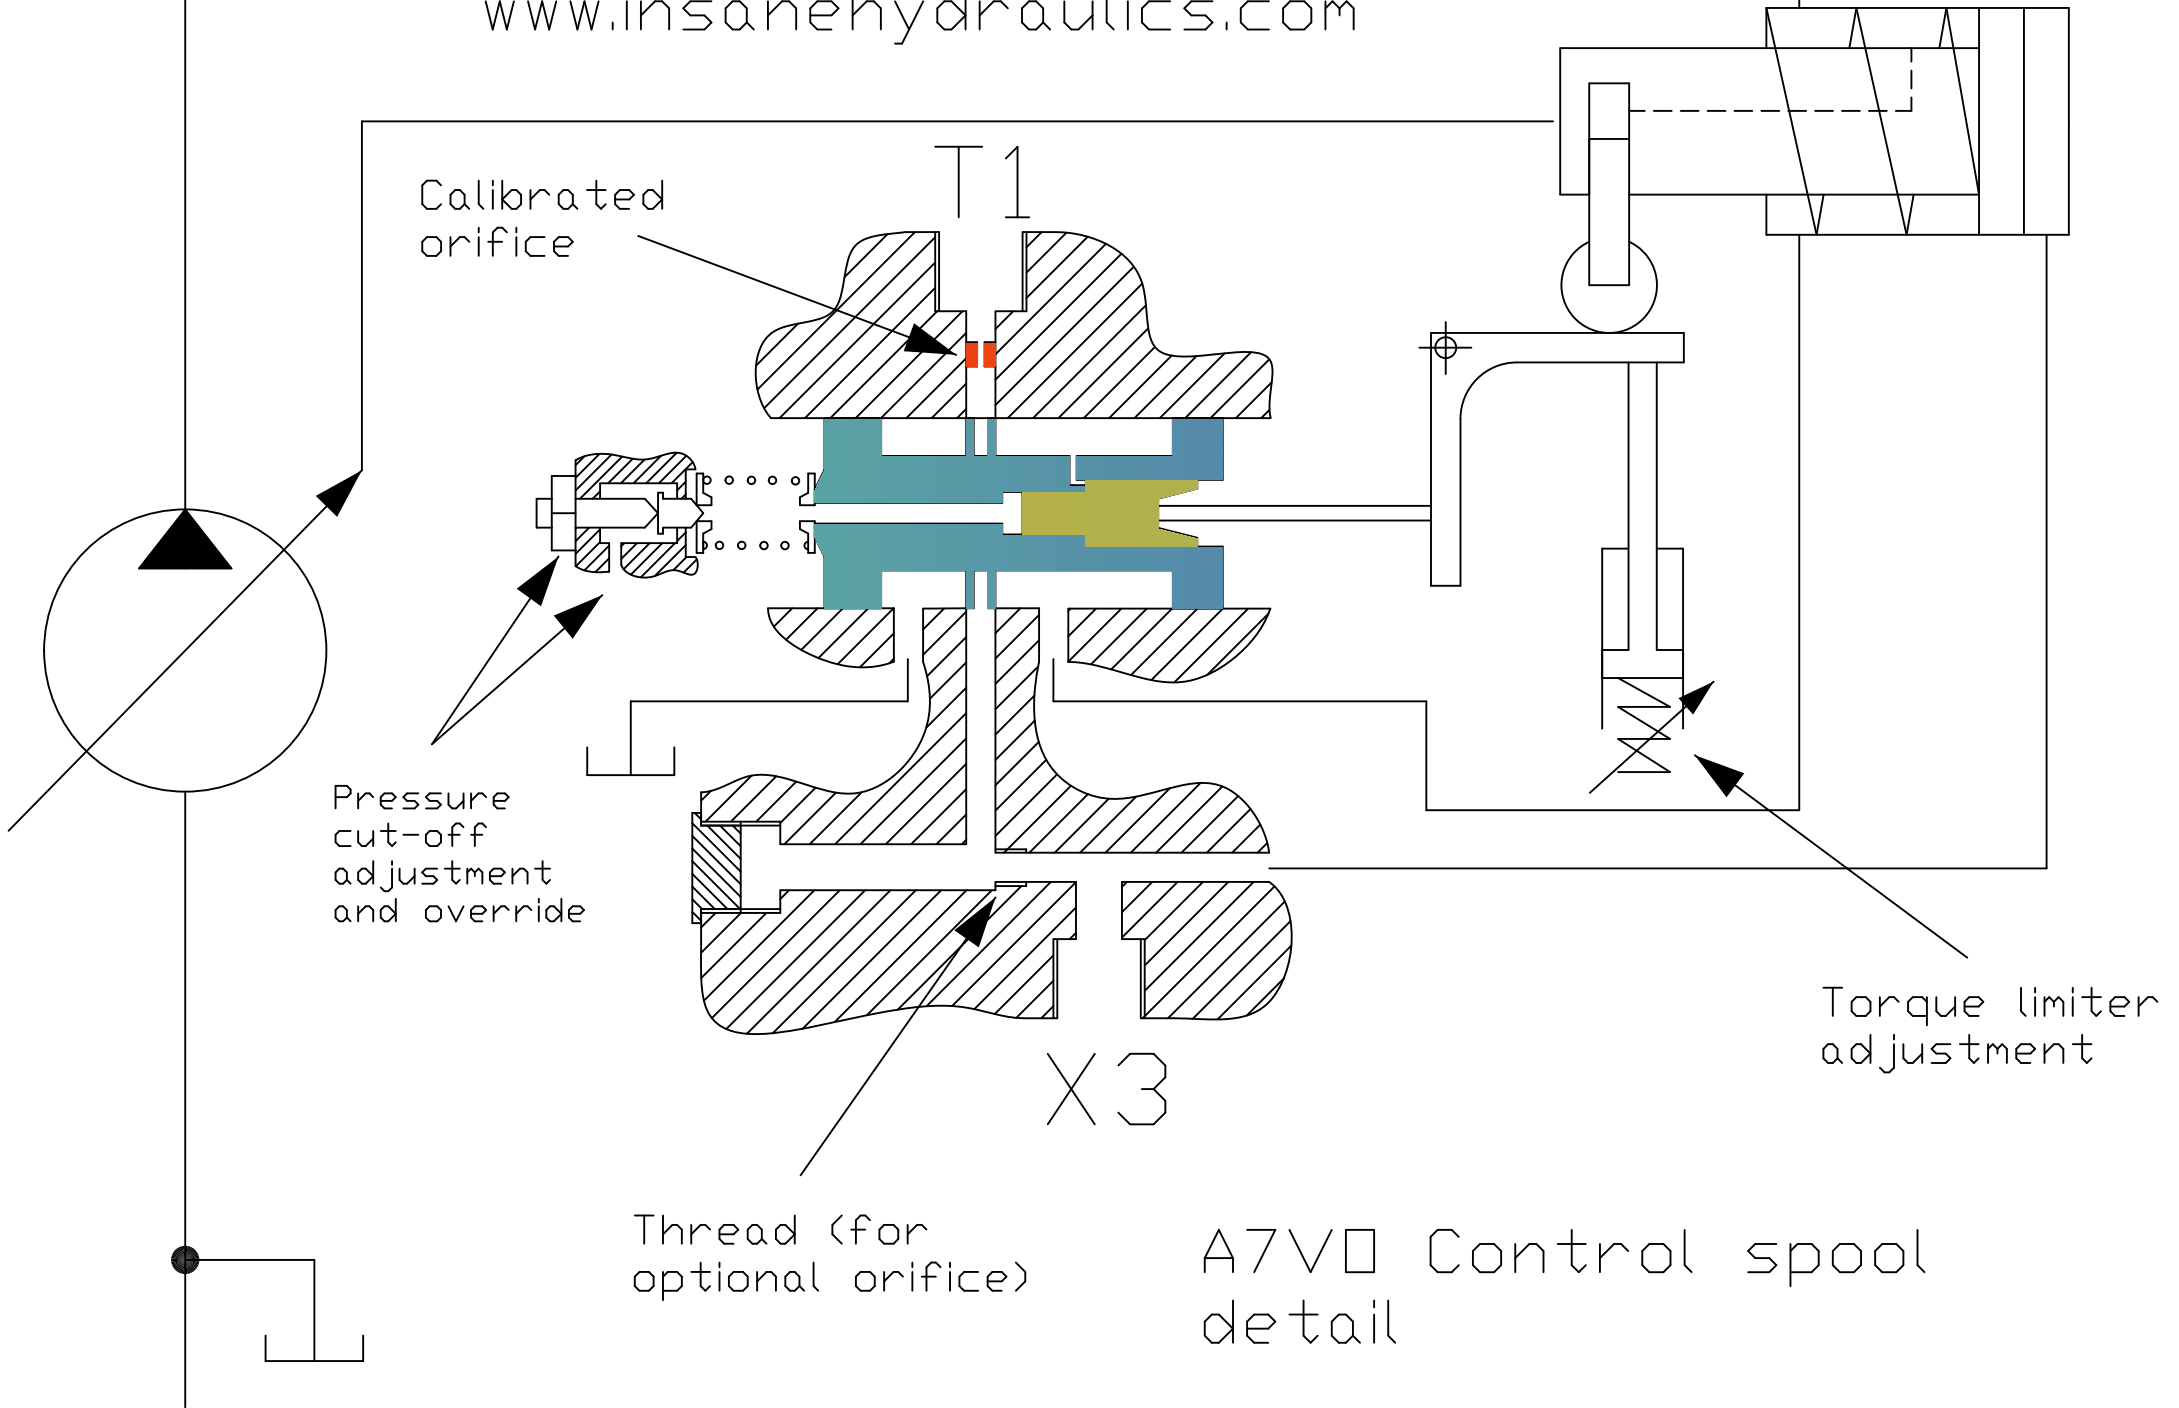 www.insanehydraulics.com
T1
Calibrated
orifice
Pressure
cut-off
adjustment
and override
Torque limiter
adjustment
X3
Thread (for
optional orifice)
A7VO Control spool
detail